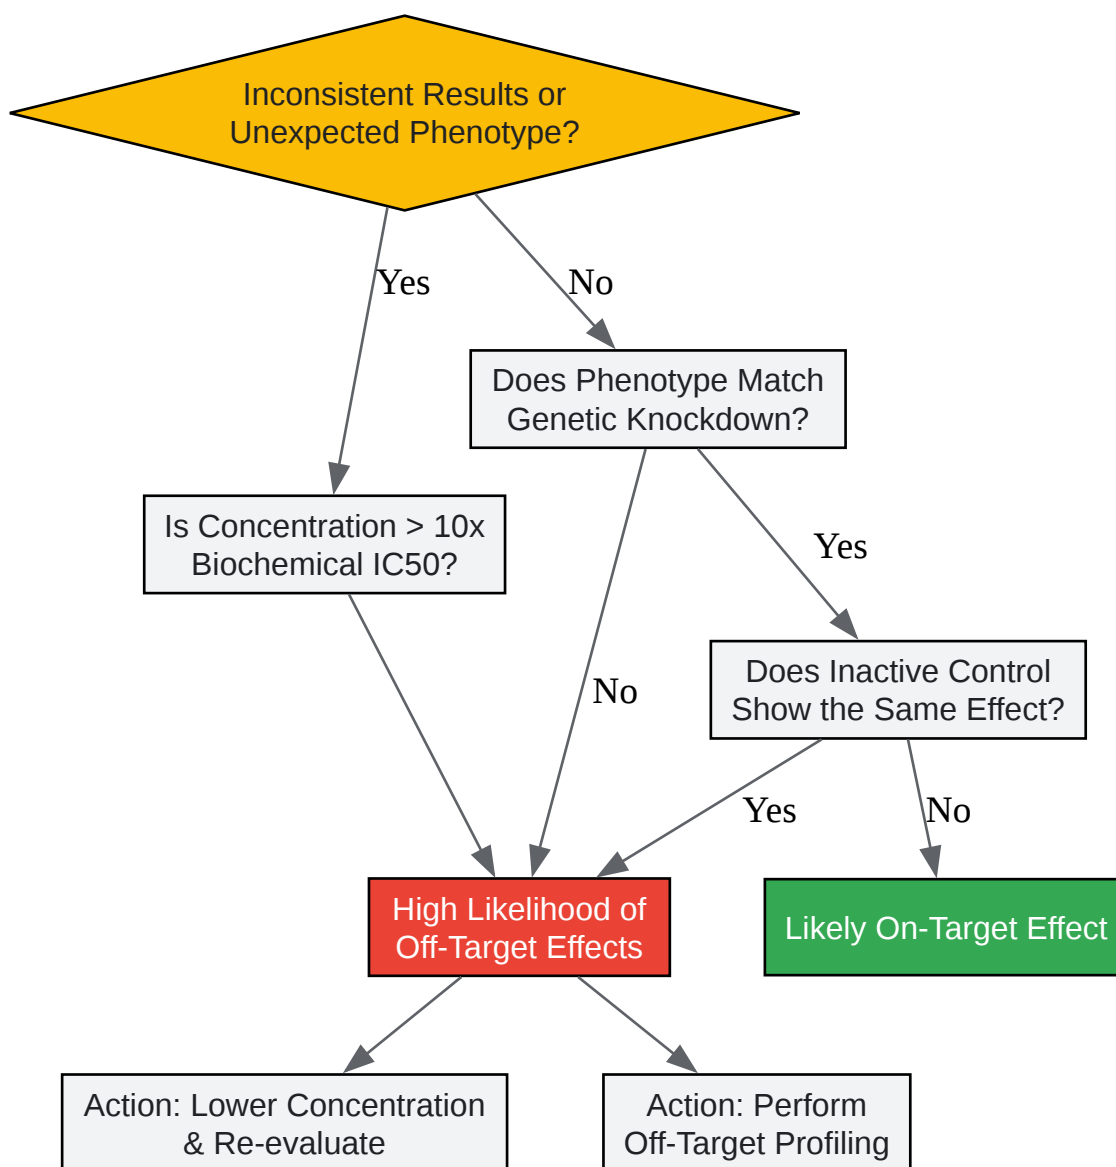 Inconsistent Results or
Unexpected Phenotype?
Yes
No
Does Phenotype Match
Genetic Knockdown?
Is Concentration > 10x
Biochemical IC50?
Yes
Does Inactive Control
Show the Same Effect?
No
Yes
No
High Likelihood of
Off-Target Effects
Likely On-Target Effect
Action: Lower Concentration
& Re-evaluate
Action: Perform
Off-Target Profiling